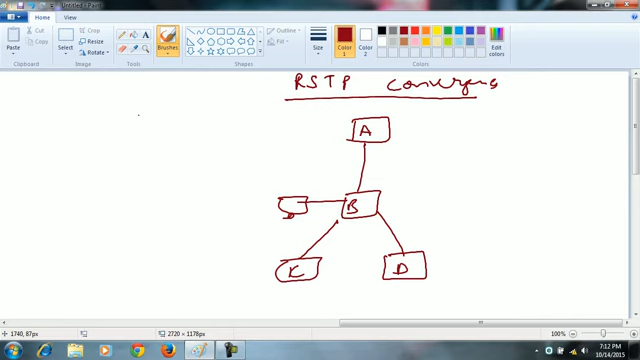 Untitled - Paint
Home
View
Paste
Cut
Copy
Select
Crop
Resize
Rotate
Brushes
Outline
Fill
Size
Color 1
Color 2
Edit colors
Clipboard
Image
Tools
Shapes
Colors
RSTP
A
B
K
D
1740, 87px
2720 × 1178px
100%
7:12 PM
10/14/2015